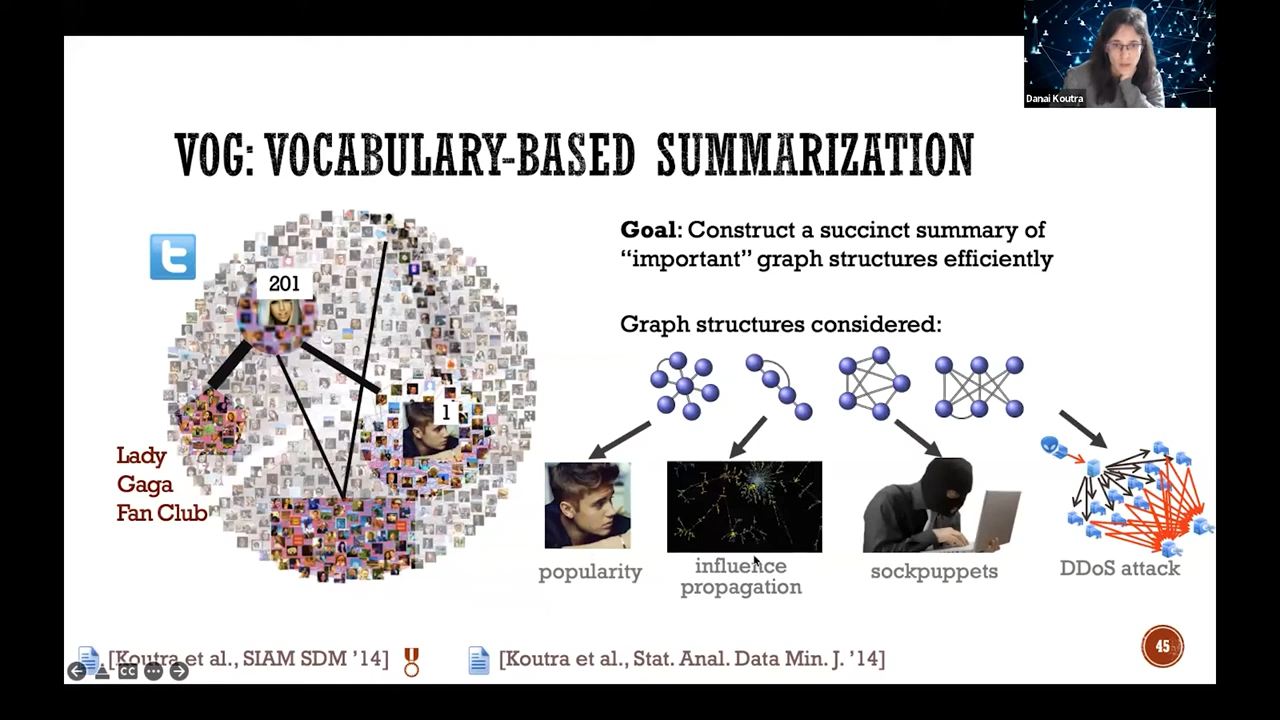 Danai Koutra
VOG: VOCABULARY-BASED SUMMARIZATION
t
201
1
Lady
Gaga
Fan Club
Goal: Construct a succinct summary of
“important” graph structures efficiently
Graph structures considered:
popularity
influence
propagation
sockpuppets
DDoS attack
[Koutra et al., SIAM SDM ’14]
[Koutra et al., Stat. Anal. Data Min. J. ’14]
45
CC